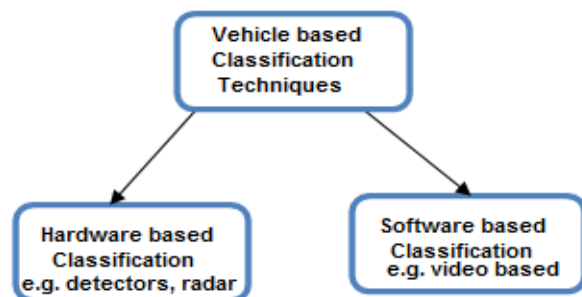 Vehicle based
Classification
Techniques
Hardware based
Classification
e.g. detectors, radar
Software based
Classification
e.g. video based